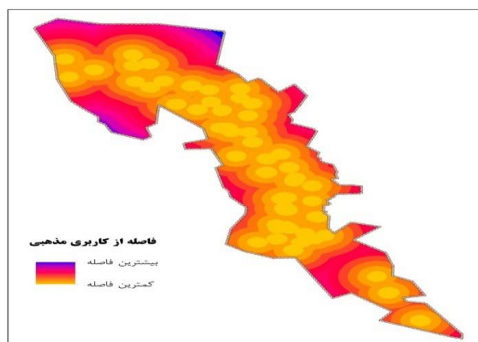 فاصله از کاربری مذهبی
بیشترین فاصله
کمترین فاصله